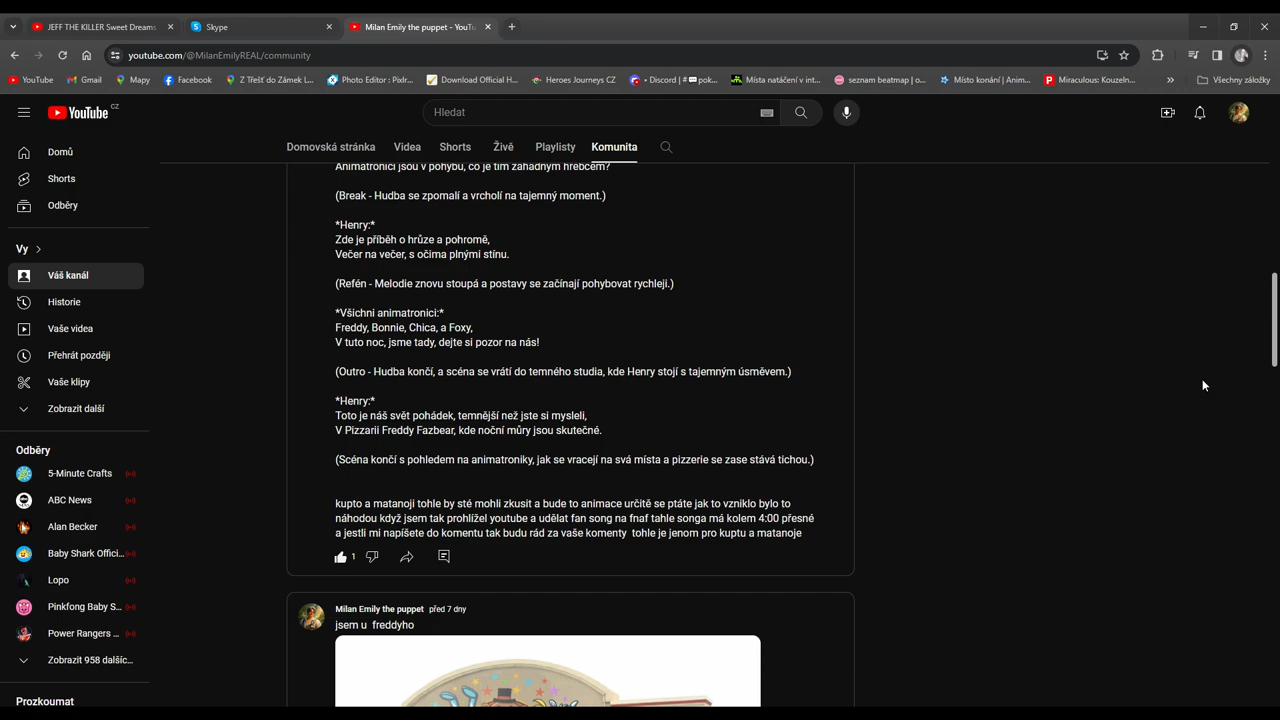 JEFF THE KILLER Sweet Dreams
Skype
Milan Emily the puppet - YouTu
youtube.com/@MilanEmilyREAL/community
YouTube
Gmail
Mapy
Facebook
Z Třešť do Zámek L...
Photo Editor : Pixlr...
Download Official H...
Heroes Journeys CZ
• Discord | #💬pok...
Místa natáčení v int...
seznam beatmap | o...
Místo konání | Anim...
Miraculous: Kouzeln...
»
Všechny záložky
YouTube CZ
Hledat
Domovská stránka
Videa
Shorts
Živě
Playlisty
Komunita
Domů
Shorts
Odběry
Vy
Váš kanál
Historie
Vaše videa
Přehrát později
Vaše klipy
Zobrazit další
Odběry
5-Minute Crafts
ABC News
Alan Becker
Baby Shark Offici...
Lopo
Pinkfong Baby S...
Power Rangers ...
Zobrazit 958 dalšíc...
Prozkoumat
Animatronici jsou v pohybu, co je tím záhadným hřebcem?
(Break - Hudba se zpomalí a vrcholí na tajemný moment.)
*Henry:*
Zde je příběh o hrůze a pohromě,
Večer na večer, s očima plnými stínu.
(Refén - Melodie znovu stoupá a postavy se začínají pohybovat rychleji.)
*Všichni animatronici:*
Freddy, Bonnie, Chica, a Foxy,
V tuto noc, jsme tady, dejte si pozor na nás!
(Outro - Hudba končí, a scéna se vrátí do temného studia, kde Henry stojí s tajemným úsměvem.)
*Henry:*
Toto je náš svět pohádek, temnější než jste si mysleli,
V Pizzarii Freddy Fazbear, kde noční můry jsou skutečné.
(Scéna končí s pohledem na animatroniky, jak se vracejí na svá místa a pizzerie se zase stává tichou.)
kupto a matanoji tohle by sté mohli zkusit a bude to animace určitě se ptáte jak to vzniklo bylo to
náhodou když jsem tak prohlížel youtube a udělat fan song na fnaf tahle songa má kolem 4:00 přesné
a jestli mi napíšete do komentu tak budu rád za vaše komenty tohle je jenom pro kuptu a matanoje
1
Milan Emily the puppet před 7 dny
jsem u freddyho